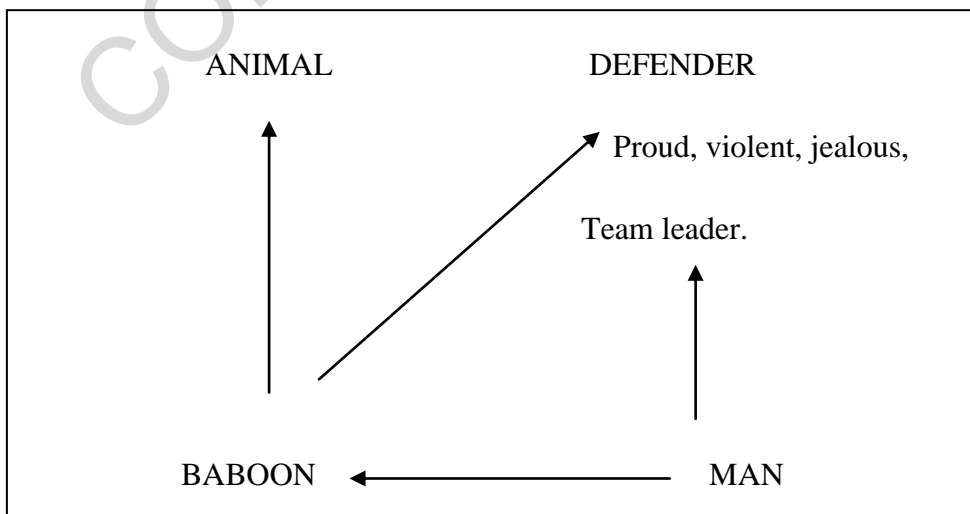 ANIMAL DEFENDER
Proud, violent, jealous,
Team leader.
BABOON MAN